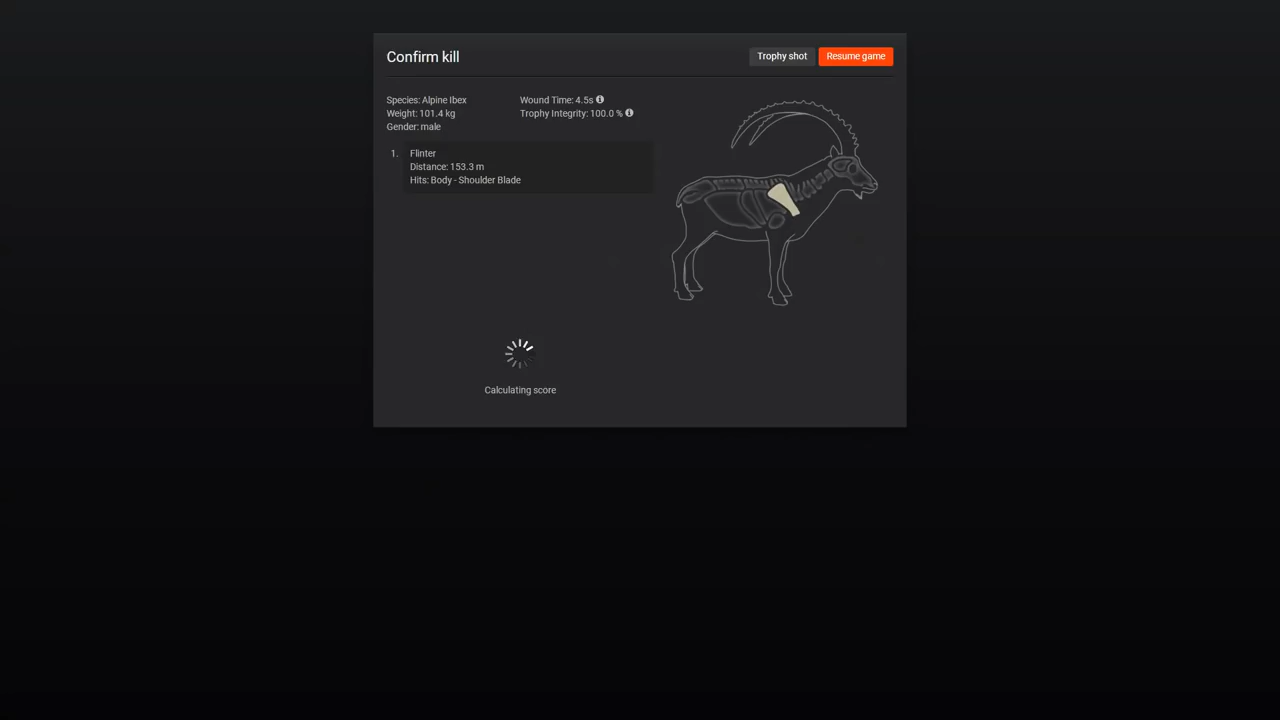 Confirm kill
Trophy shot
Resume game
Species: Alpine Ibex
Weight: 101.4 kg
Gender: male
Wound Time: 4.5s
Trophy Integrity: 100.0 %
1. Flinter
Distance: 153.3 m
Hits: Body - Shoulder Blade
Calculating score